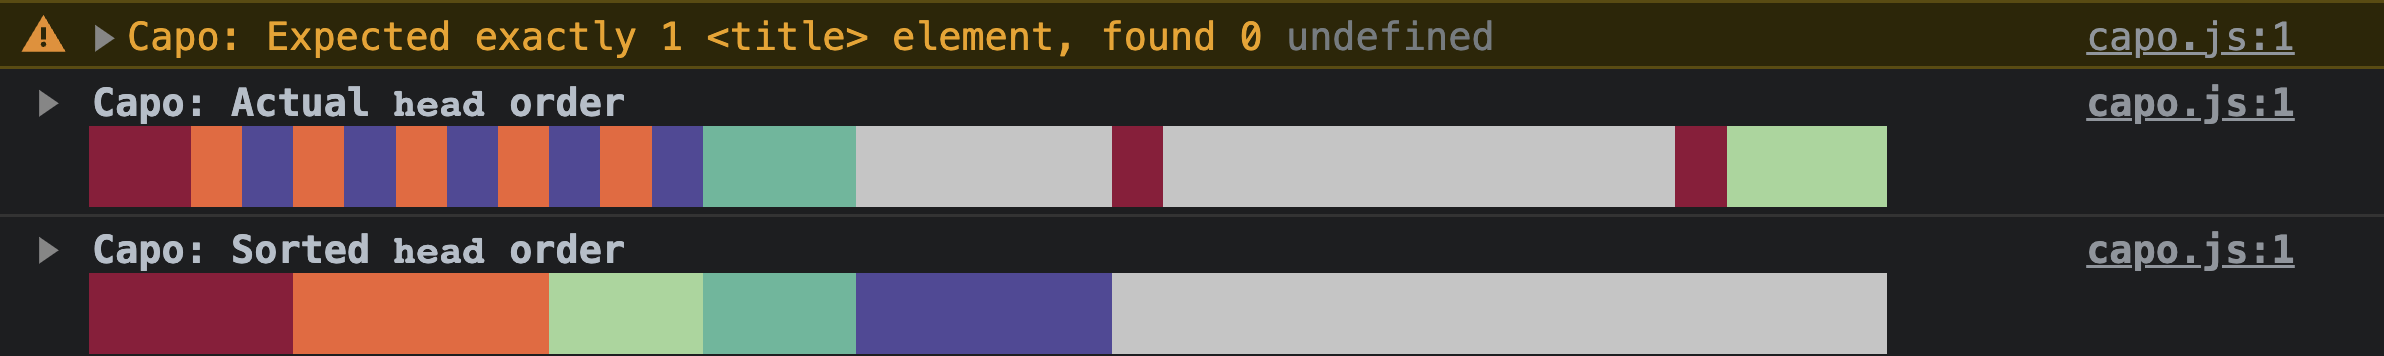 Capo: Expected exactly 1 <title> element, found 0 undefined capo.js:1
Capo: Actual head order capo.js:1
Capo: Sorted head order capo.js:1